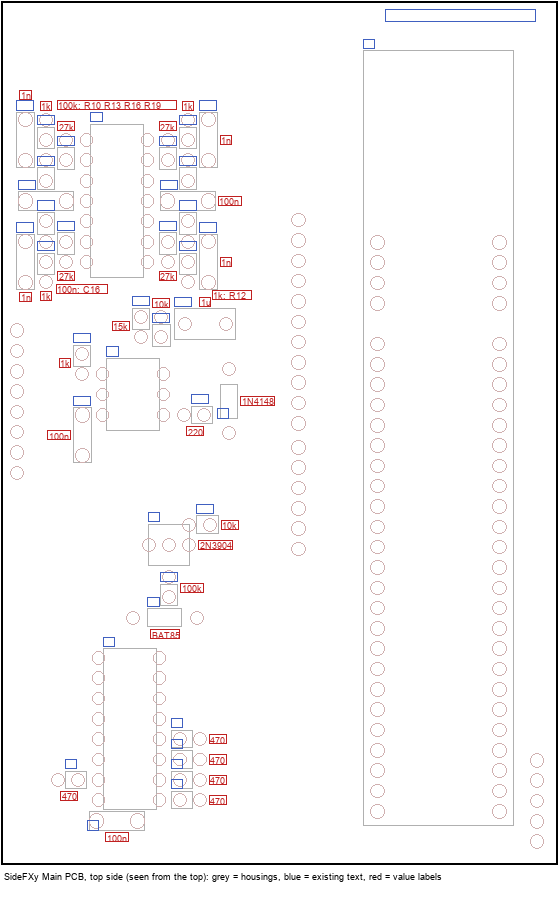 1n
1k
100k: R10 R13 R16 R19
1k
27k
27k
1n
100n
1n
27k
27k
1n
1k
100n: C16
1k: R12
10k
1u
15k
1k
1N4148
100n
220
10k
2N3904
100k
BAT85
470
470
470
470
470
100n
SideFXy Main PCB, top side (seen from the top): grey = housings, blue = existing text, red = value labels